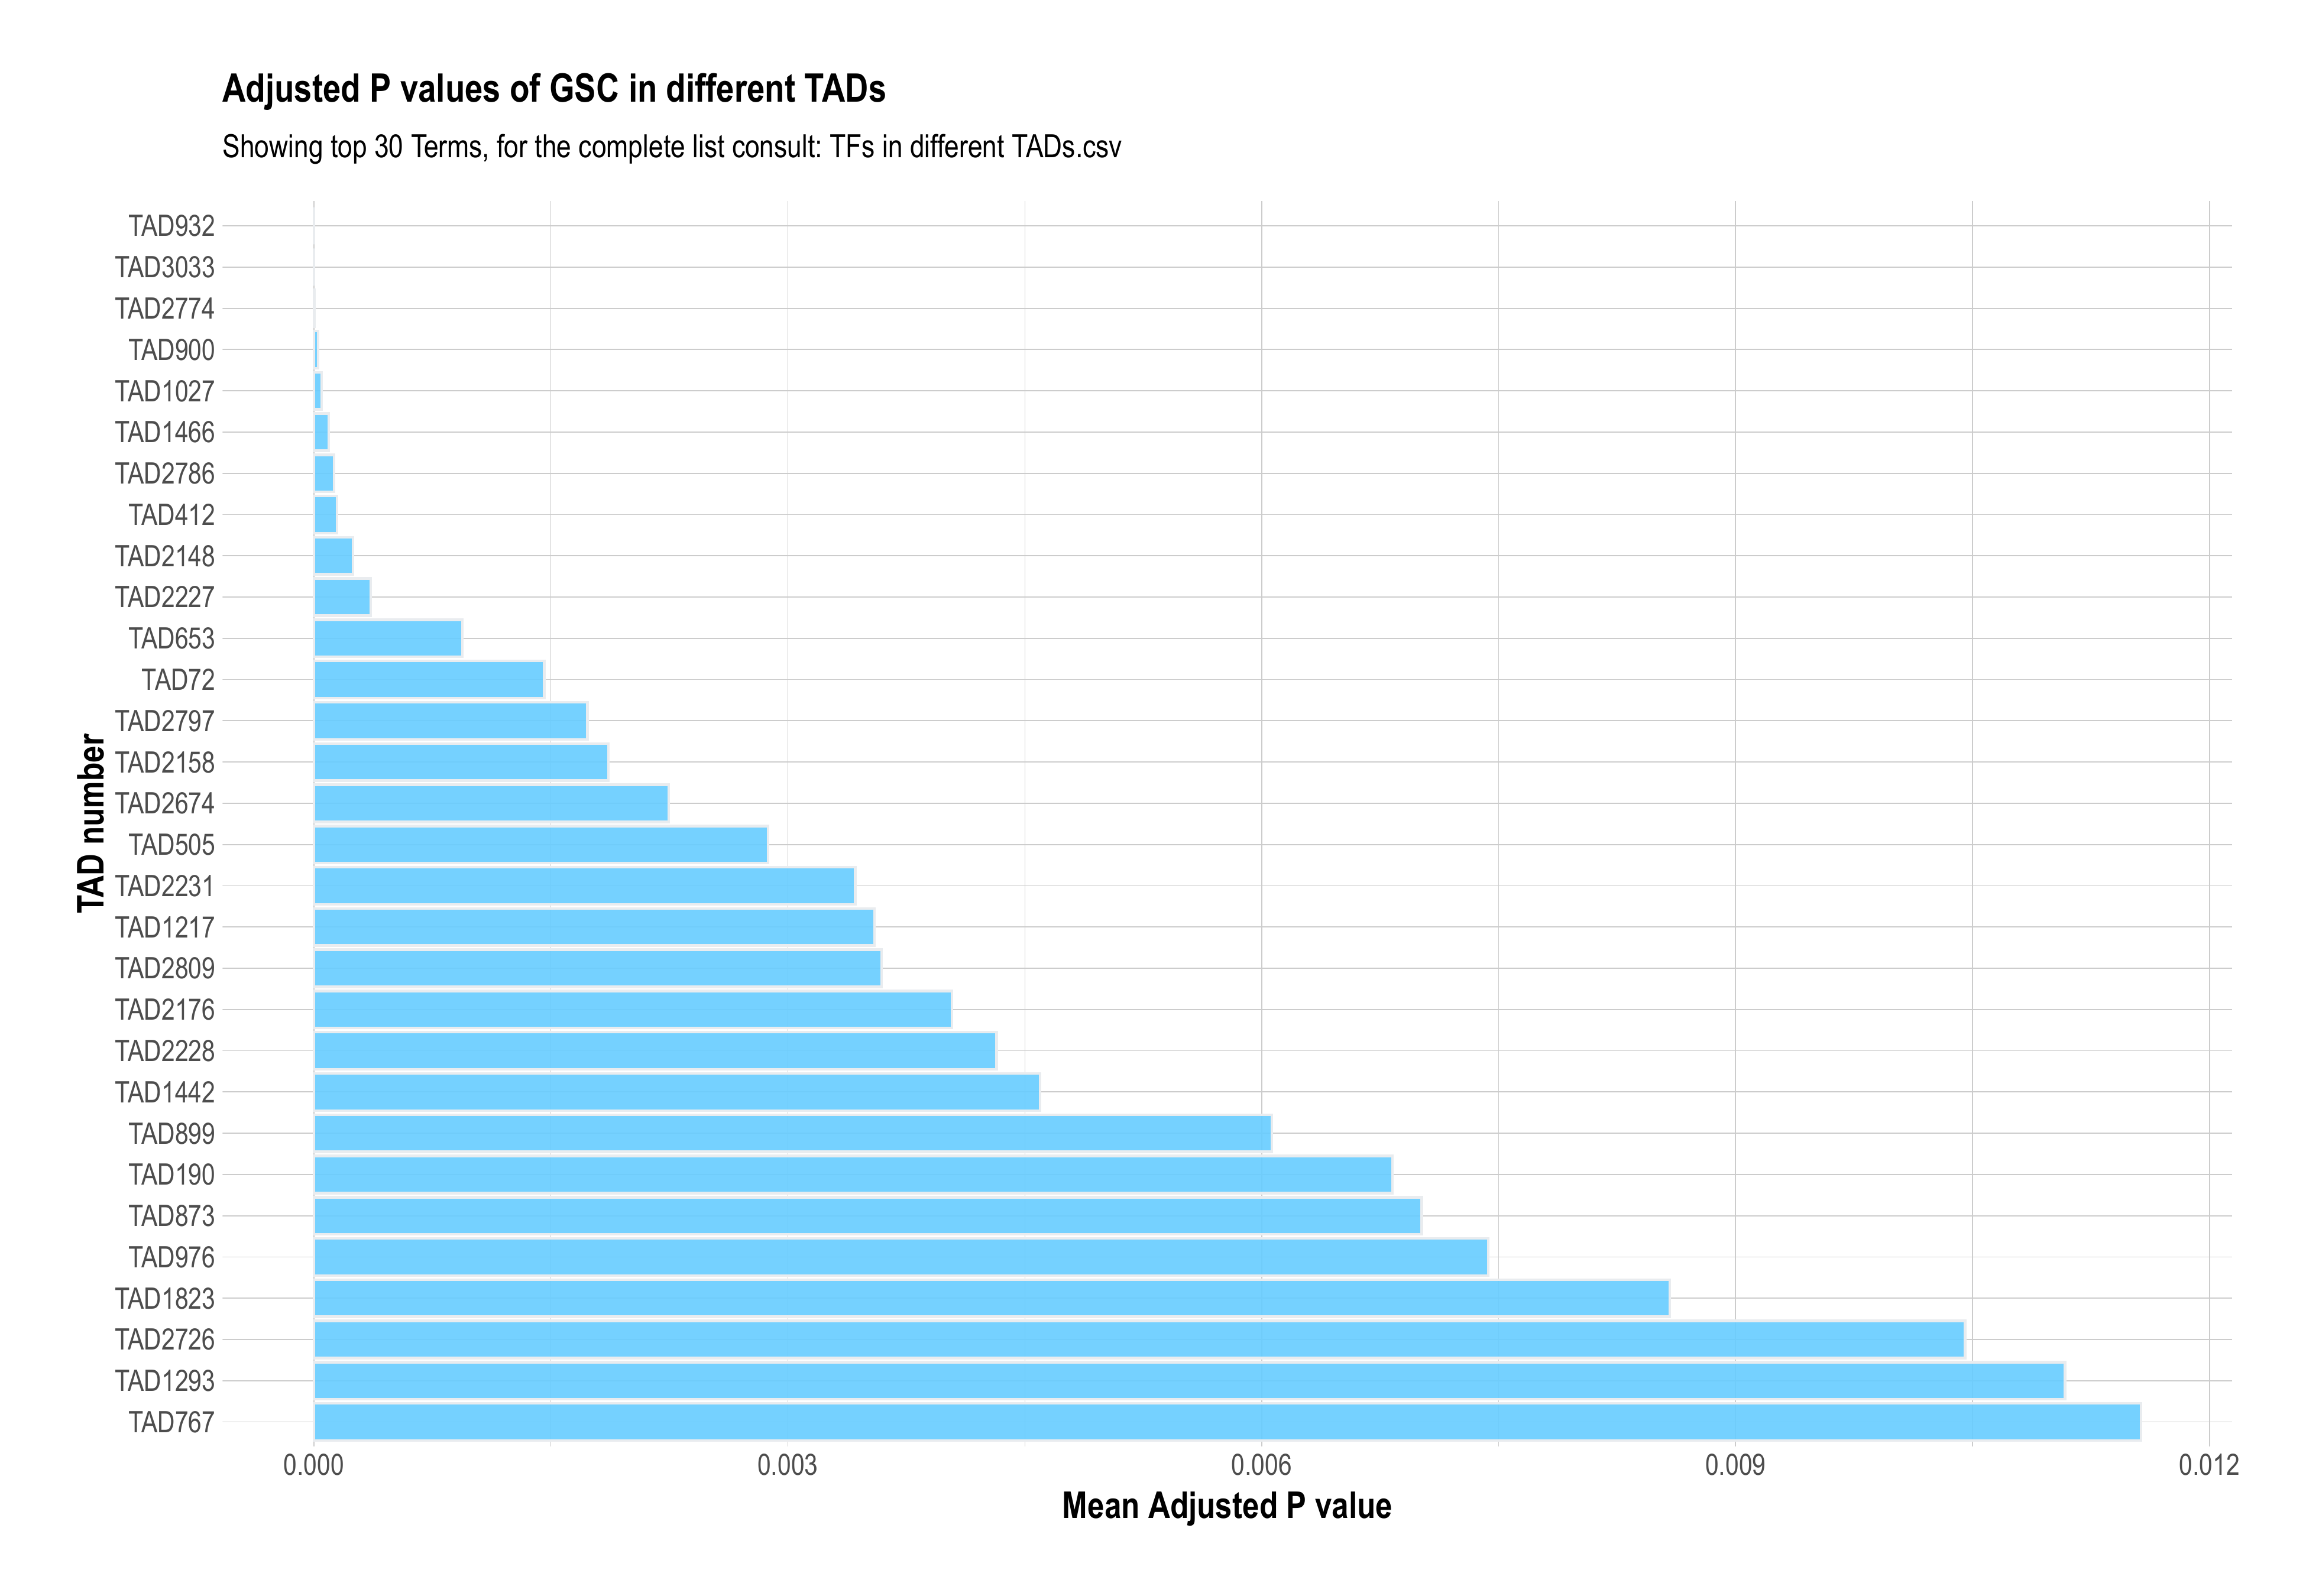 Adjusted P values of GSC in different TADs
Showing top 30 Terms, for the complete list consult: TFs in different TADs.csv
TAD number
TAD932
TAD3033
TAD2774
TAD900
TAD1027
TAD1466
TAD2786
TAD412
TAD2148
TAD2227
TAD653
TAD72
TAD2797
TAD2158
TAD2674
TAD505
TAD2231
TAD1217
TAD2809
TAD2176
TAD2228
TAD1442
TAD899
TAD190
TAD873
TAD976
TAD1823
TAD2726
TAD1293
TAD767
0.000 0.003 0.006 0.009 0.012
Mean Adjusted P value